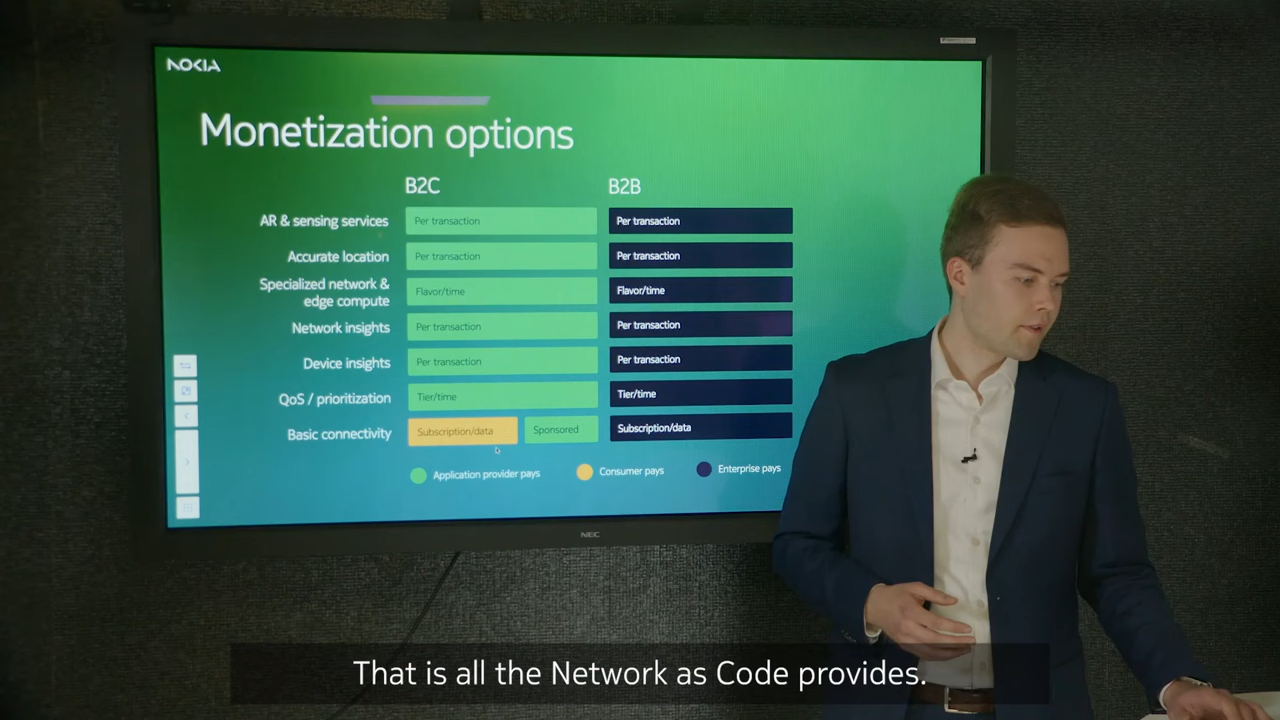 NOKIA
Monetization options
B2C B2B
AR & sensing services Per transaction Per transaction
Accurate location Per transaction Per transaction
Specialized network &
edge compute Flavor/time Flavor/time
Network insights Per transaction Per transaction
Device insights Per transaction Per transaction
QoS / prioritization Tier/time Tier/time
Basic connectivity Subscription/data Sponsored Subscription/data
Application provider pays Consumer pays Enterprise pays
NEC
That is all the Network as Code provides.